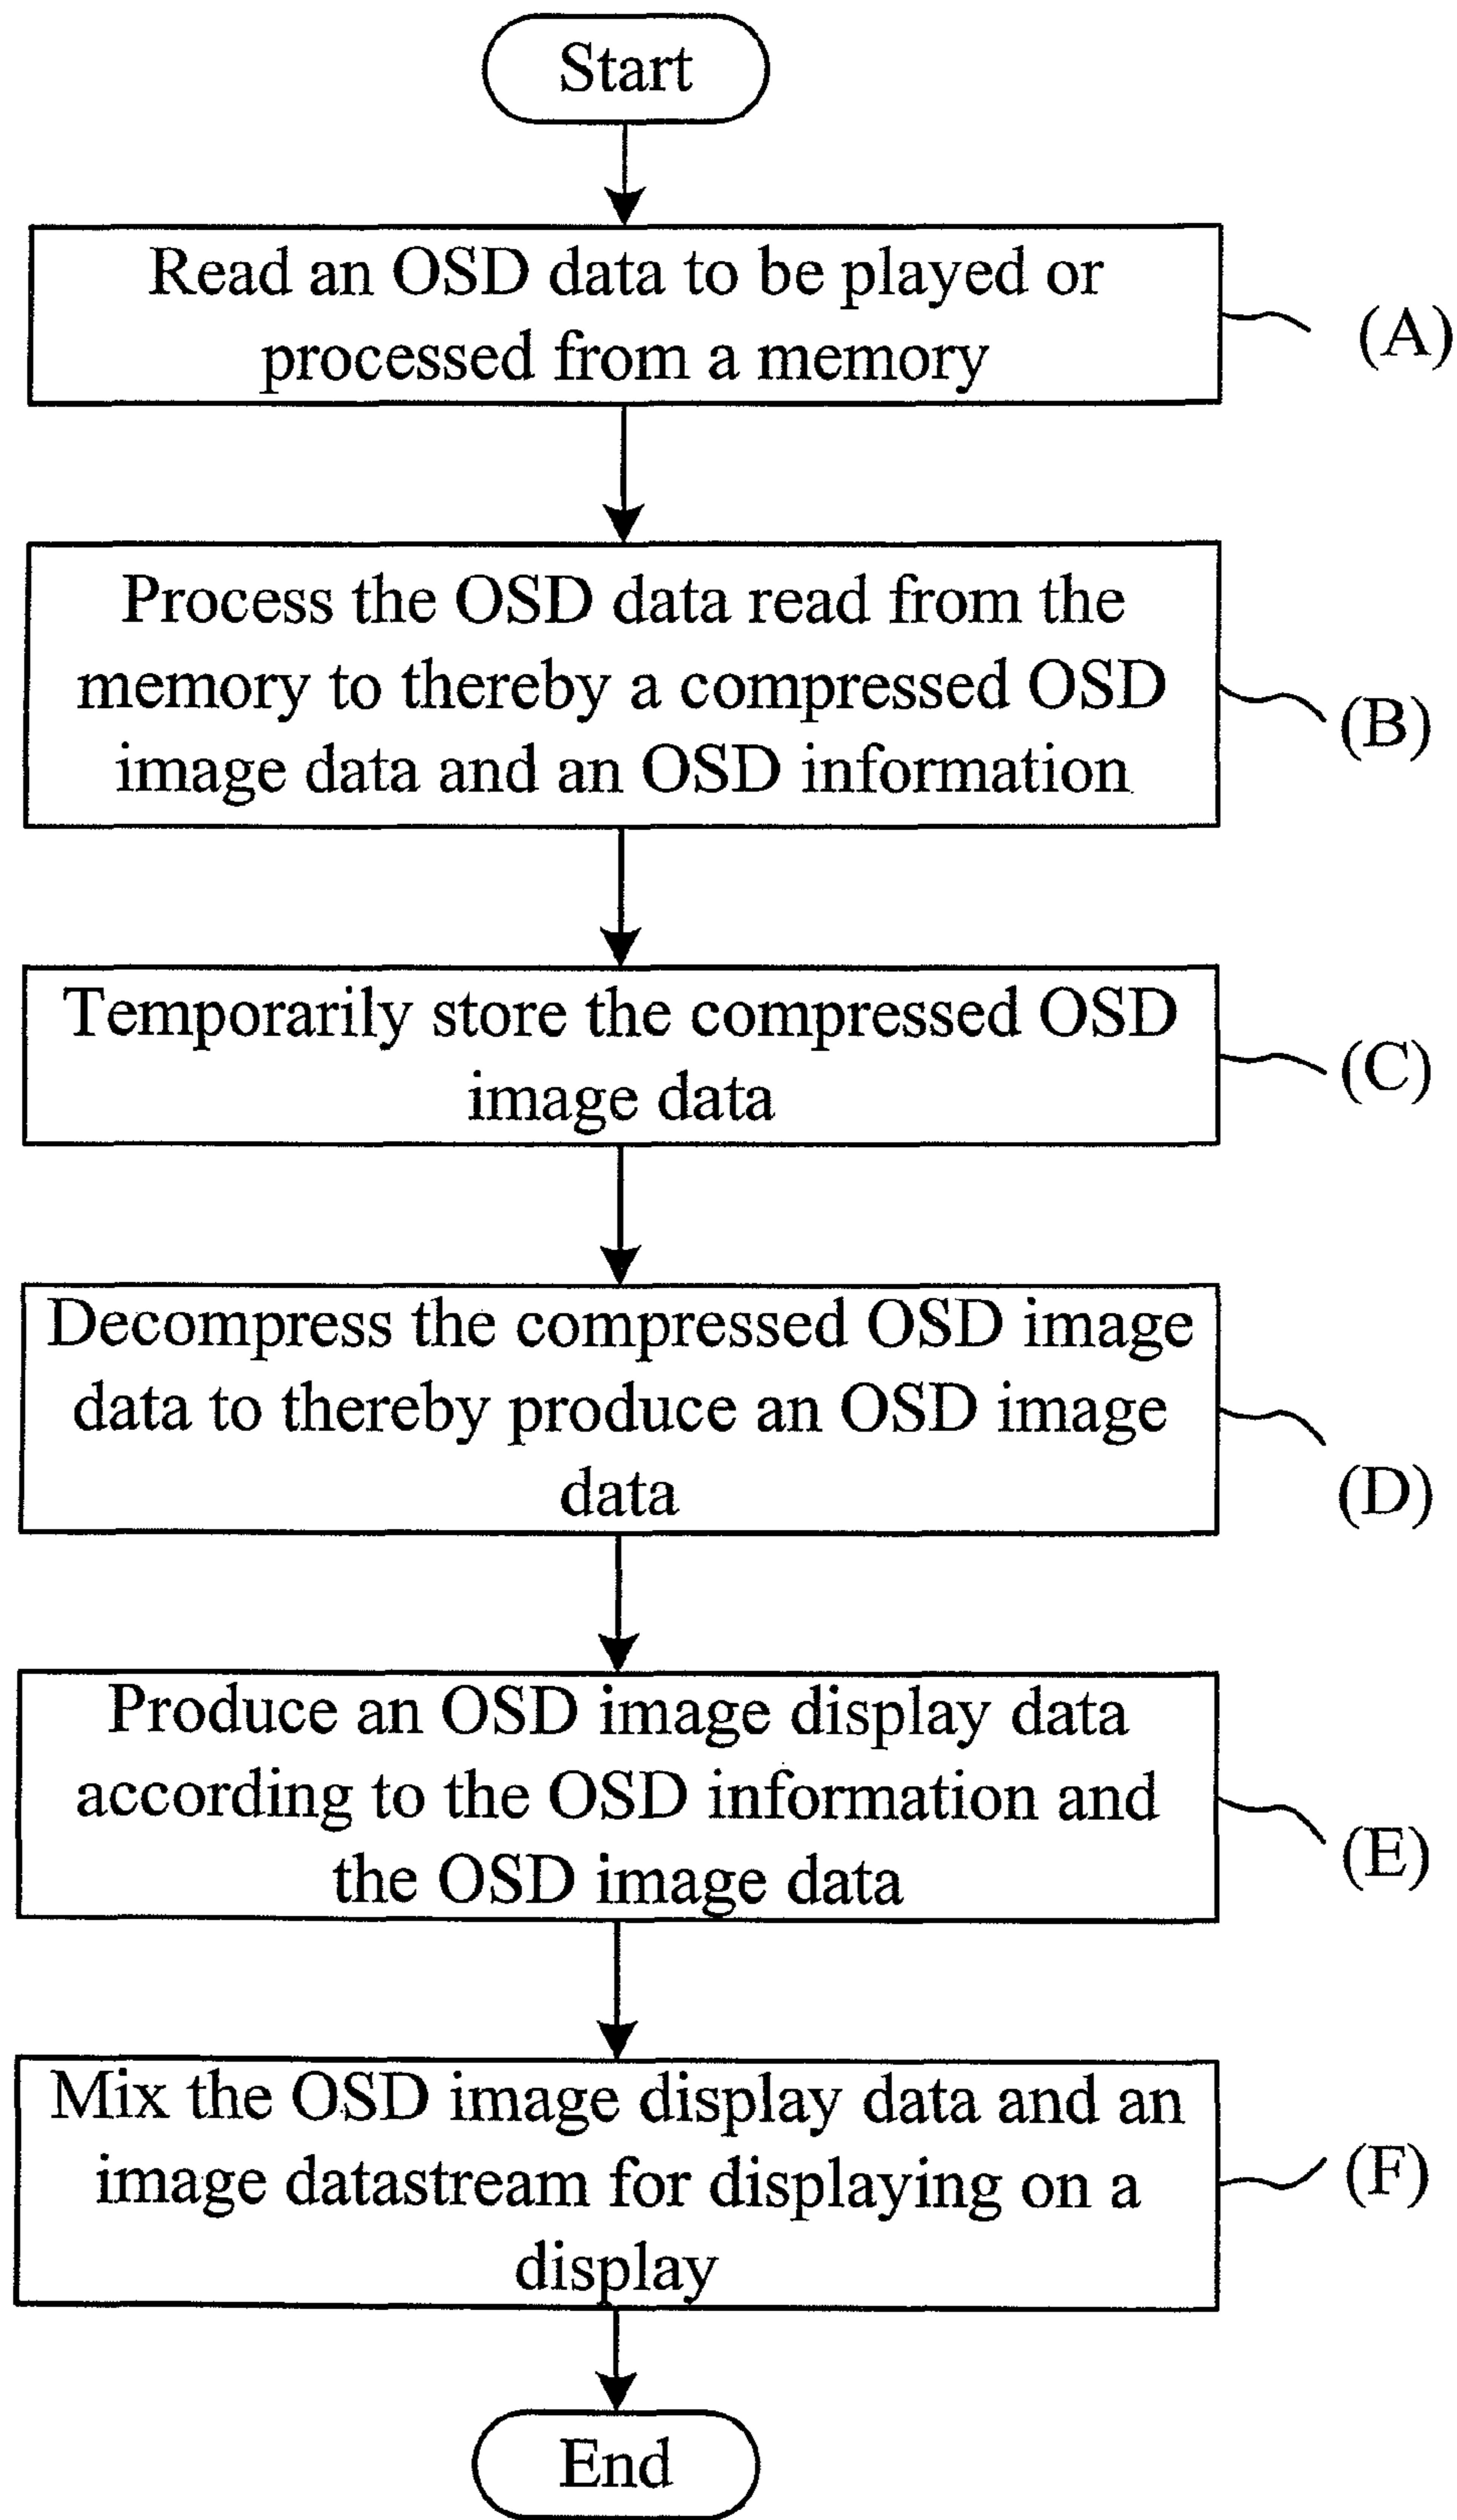 Start
Read an OSD data to be played or
processed from a memory
(A)
Process the OSD data read from the
memory to thereby a compressed OSD
image data and an OSD information
(B)
Temporarily store the compressed OSD
image data
(C)
Decompress the compressed OSD image
data to thereby produce an OSD image
data
(D)
Produce an OSD image display data
according to the OSD information and
the OSD image data
(E)
Mix the OSD image display data and an
image datastream for displaying on a
display
(F)
End